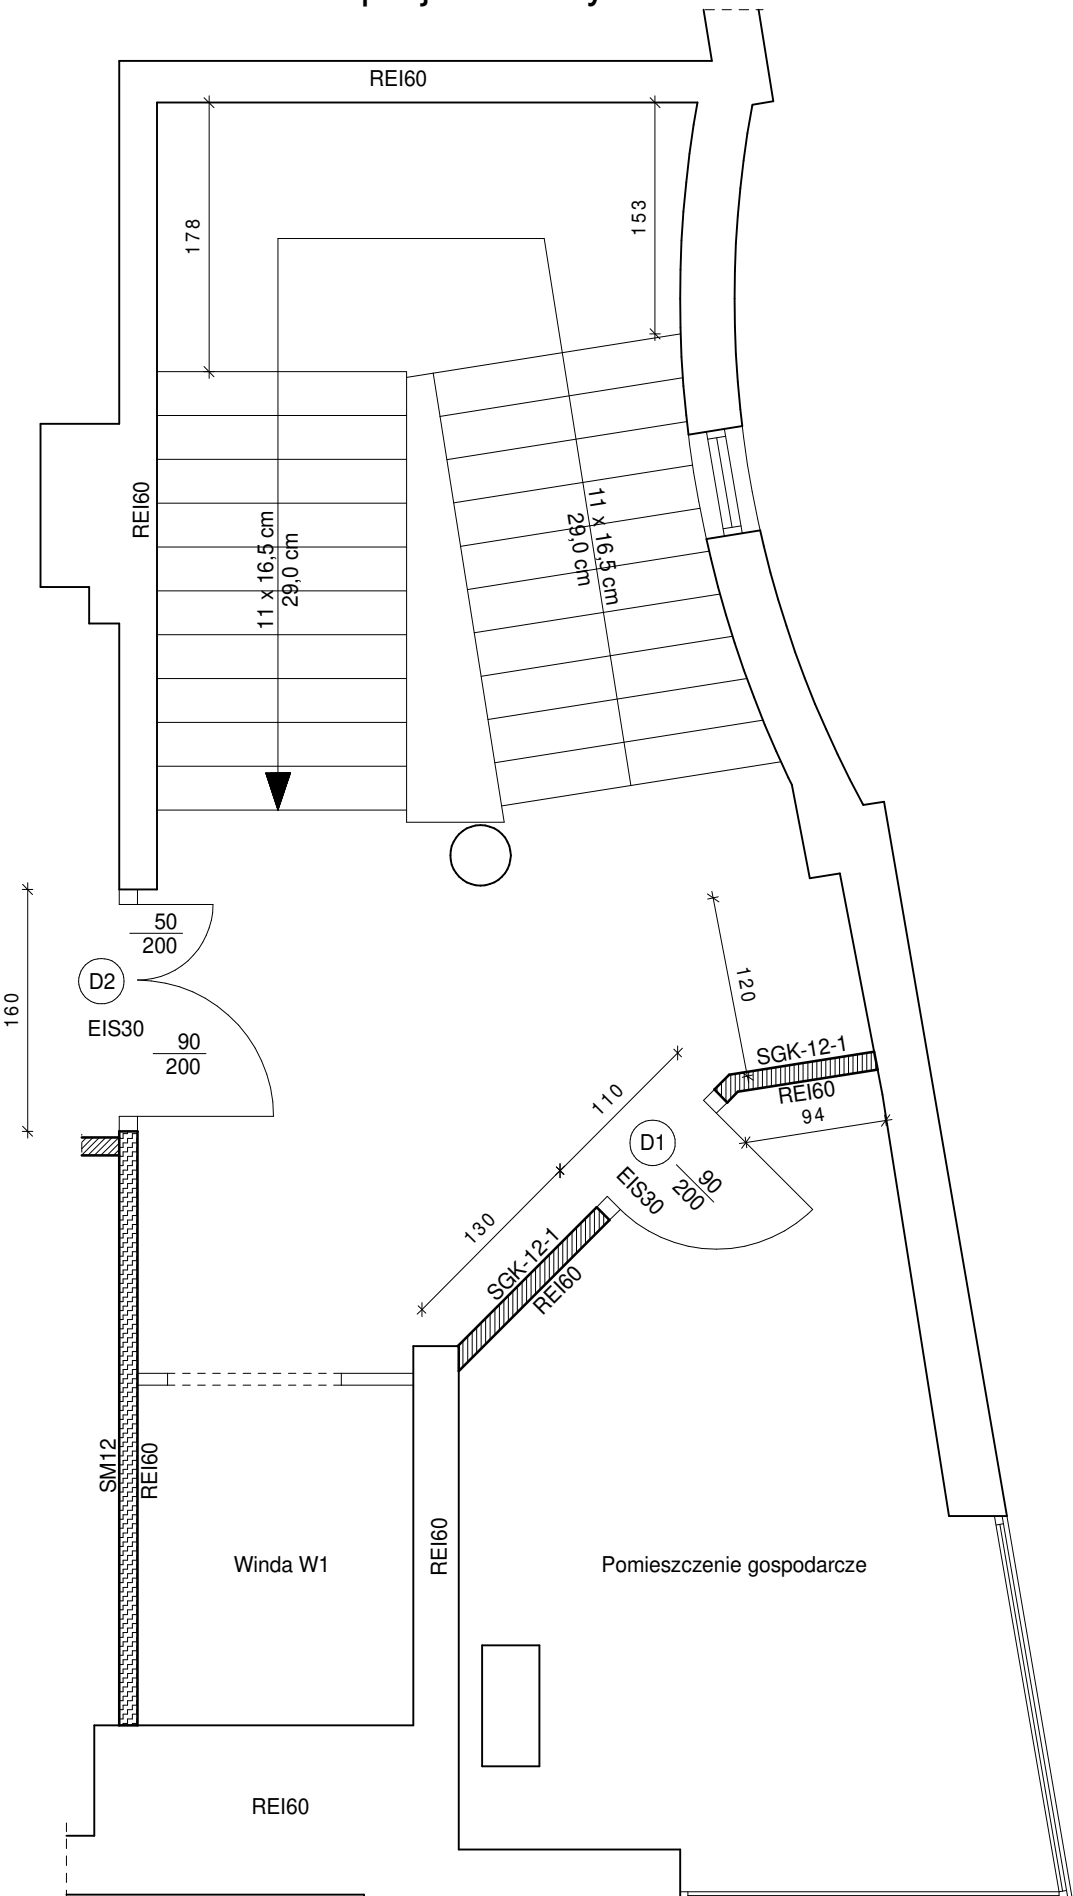 REI60
178
153
REI60
11 x 16,5 cm
29,0 cm
11 x 16,5 cm
29,0 cm
50
200
D2
160
EIS30
90
200
120
SGK-12-1
REI60
94
110
D1
90
200
EIS30
130
SGK-12-1
REI60
SM12
REI60
REI60
Winda W1
Pomieszczenie gospodarcze
REI60